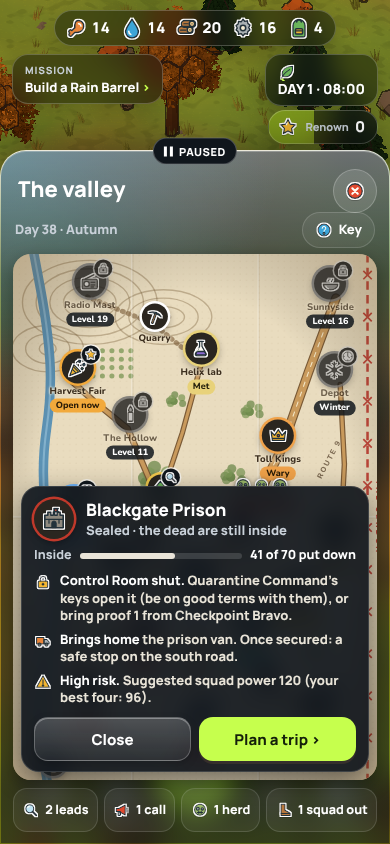 14
14
20
16
4
MISSION
Build a Rain Barrel ›
DAY 1 · 08:00
Renown 0
PAUSED
The valley
Day 38 · Autumn
Key
Radio Mast
Level 19
Quarry
Sunnyside
Level 16
Helix lab
Met
Harvest Fair
Open now
Depot
Winter
The Hollow
Level 11
Toll Kings
Wary
ROUTE 9
Blackgate Prison
Sealed · the dead are still inside
Inside
41 of 70 put down
Control Room shut. Quarantine Command's
keys open it (be on good terms with them), or
bring proof 1 from Checkpoint Bravo.
Brings home the prison van. Once secured: a
safe stop on the south road.
High risk. Suggested squad power 120 (your
best four: 96).
Close
Plan a trip ›
2 leads
1 call
1 herd
1 squad out